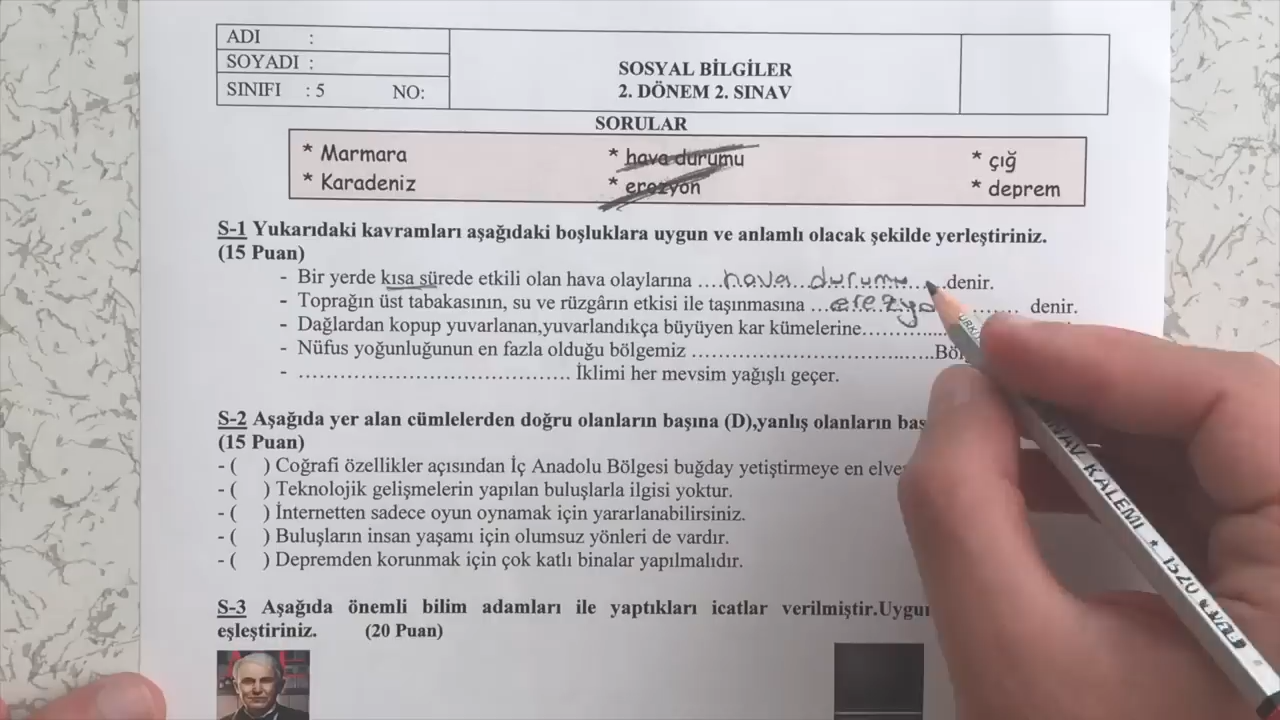 ADI :
SOYADI :
SINIFI : 5 NO:
SOSYAL BİLGİLER
2. DÖNEM 2. SINAV
SORULAR
* Marmara * hava durumu * çığ
* Karadeniz * erozyon * deprem
S-1 Yukarıdaki kavramları aşağıdaki boşluklara uygun ve anlamlı olacak şekilde yerleştiriniz.
(15 Puan)
- Bir yerde kısa sürede etkili olan hava olaylarına ...hava durumu...denir.
- Toprağın üst tabakasının, su ve rüzgârın etkisi ile taşınmasına ...erezyo...... denir.
- Dağlardan kopup yuvarlanan,yuvarlandıkça büyüyen kar kümelerine...........
- Nüfus yoğunluğunun en fazla olduğu bölgemiz ..................................Böl
- .................................... İklimi her mevsim yağışlı geçer.
S-2 Aşağıda yer alan cümlelerden doğru olanların başına (D),yanlış olanların baş
(15 Puan)
- ( ) Coğrafi özellikler açısından İç Anadolu Bölgesi buğday yetiştirmeye en elve
- ( ) Teknolojik gelişmelerin yapılan buluşlarla ilgisi yoktur.
- ( ) İnternetten sadece oyun oynamak için yararlanabilirsiniz.
- ( ) Buluşların insan yaşamı için olumsuz yönleri de vardır.
- ( ) Depremden korunmak için çok katlı binalar yapılmalıdır.
S-3 Aşağıda önemli bilim adamları ile yaptıkları icatlar verilmiştir.Uygun
eşleştiriniz. (20 Puan)
SINAV KALEMI * 1520